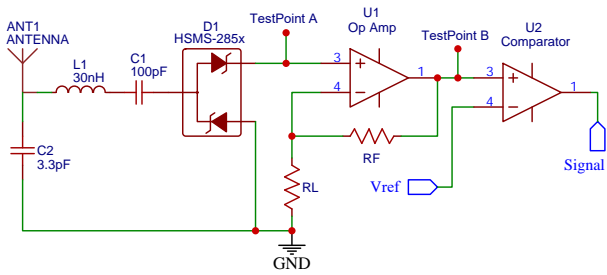 ANT1
ANTENNA
L1
30nH
C1
100pF
D1
HSMS-285x
TestPoint A
U1
Op Amp
TestPoint B
U2
Comparator
3
+
4
−
1
3
+
4
−
1
C2
3.3pF
RF
RL
Vref
Signal
GND